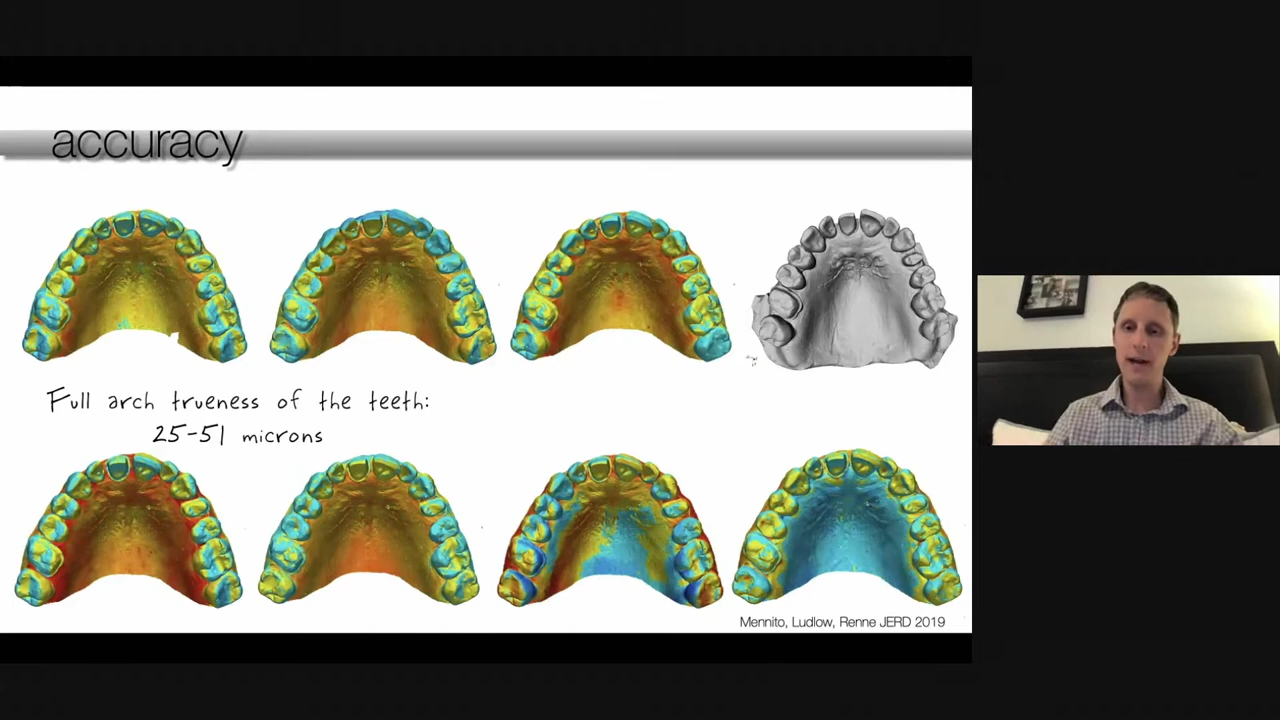 accuracy
Full arch trueness of the teeth:
25-51 microns
Mennito, Ludlow, Renne JERD 2019